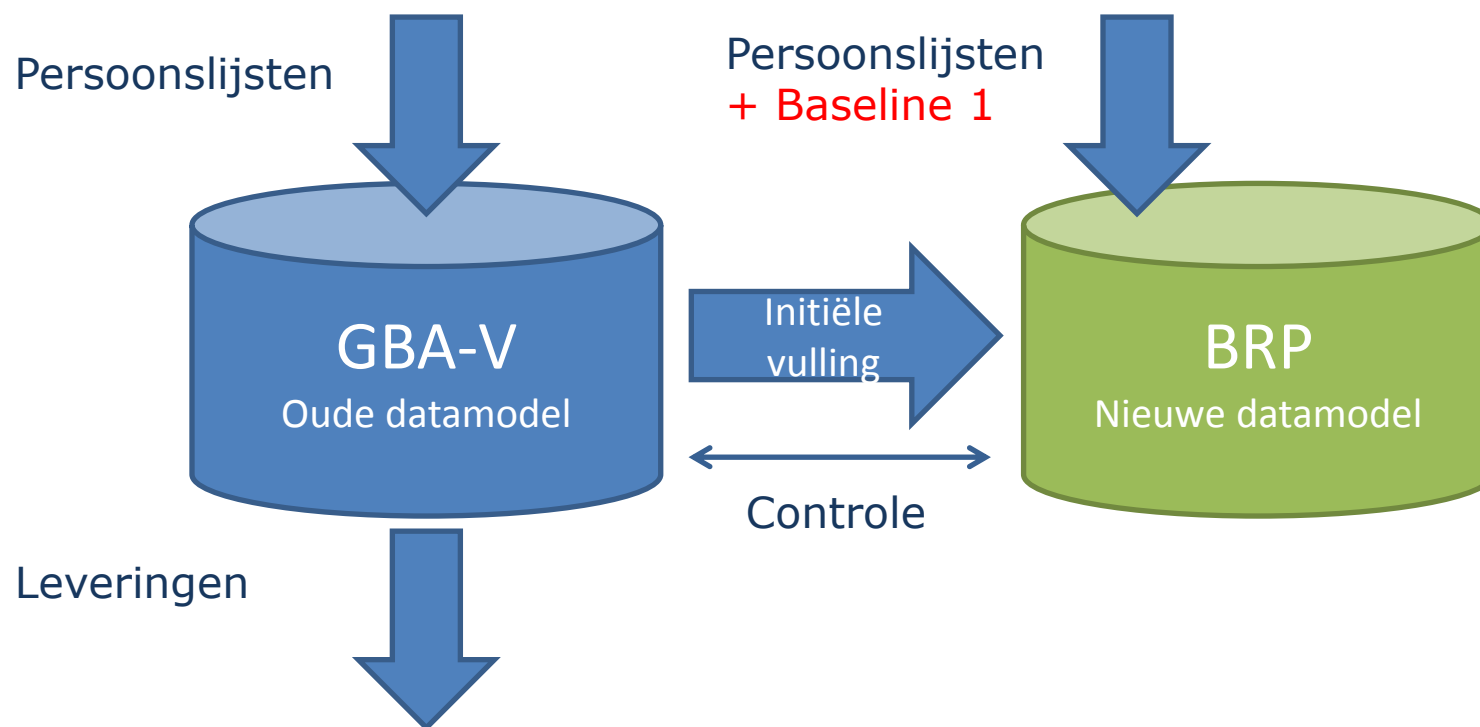 Persoonslijsten
Persoonslijsten
+ Baseline 1
GBA-V
Oude datamodel
Initiële
vulling
BRP
Nieuwe datamodel
Controle
Leveringen